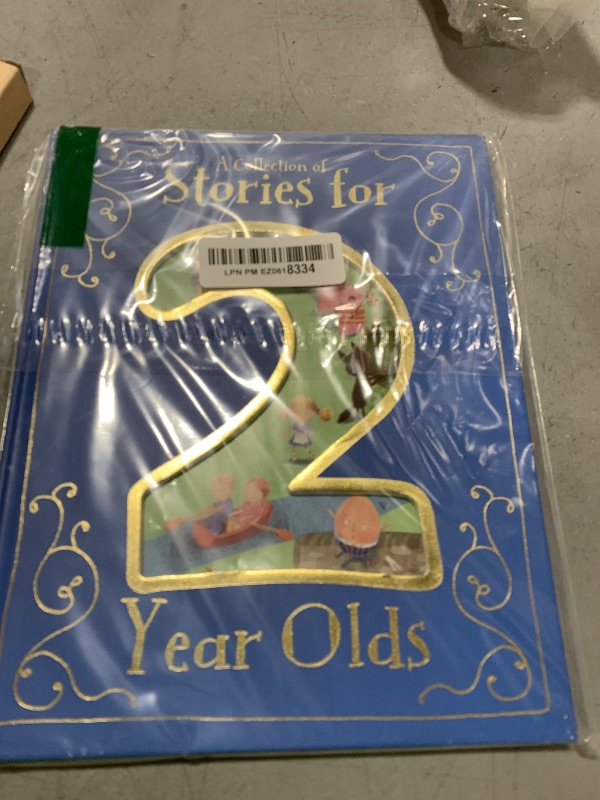 A Collection of
Stories for
2
LPN PM EZ0618334
Year Olds